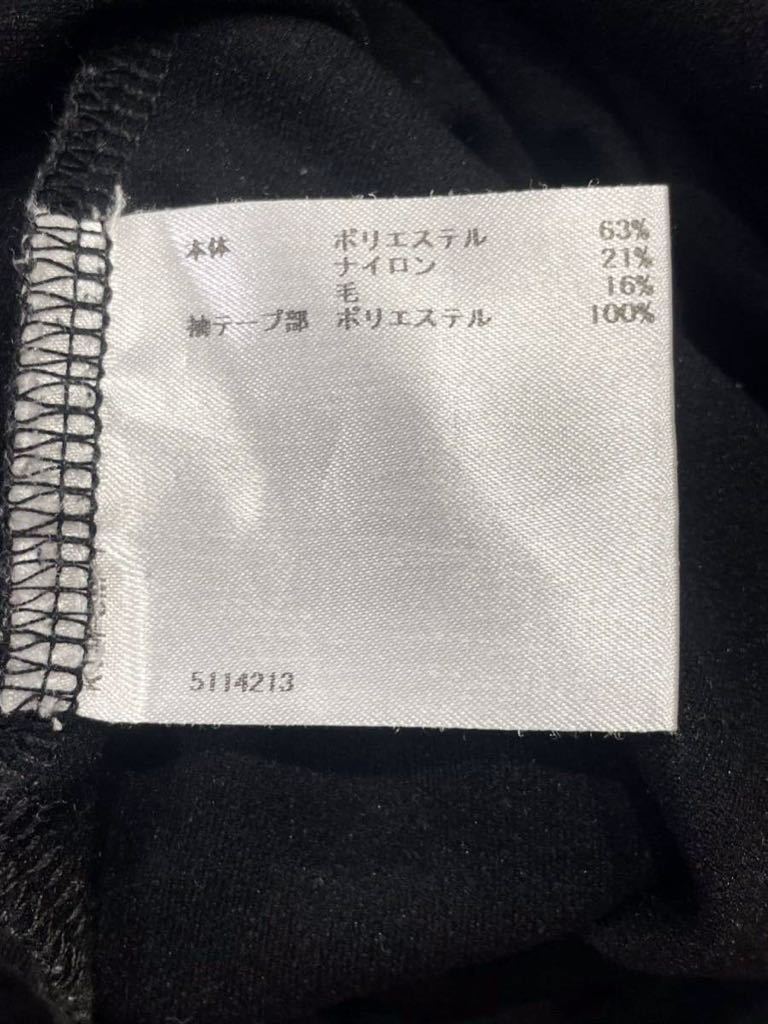 本体 ポリエステル 63%
ナイロン 21%
毛 16%
袖テープ部 ポリエステル 100%
5114213